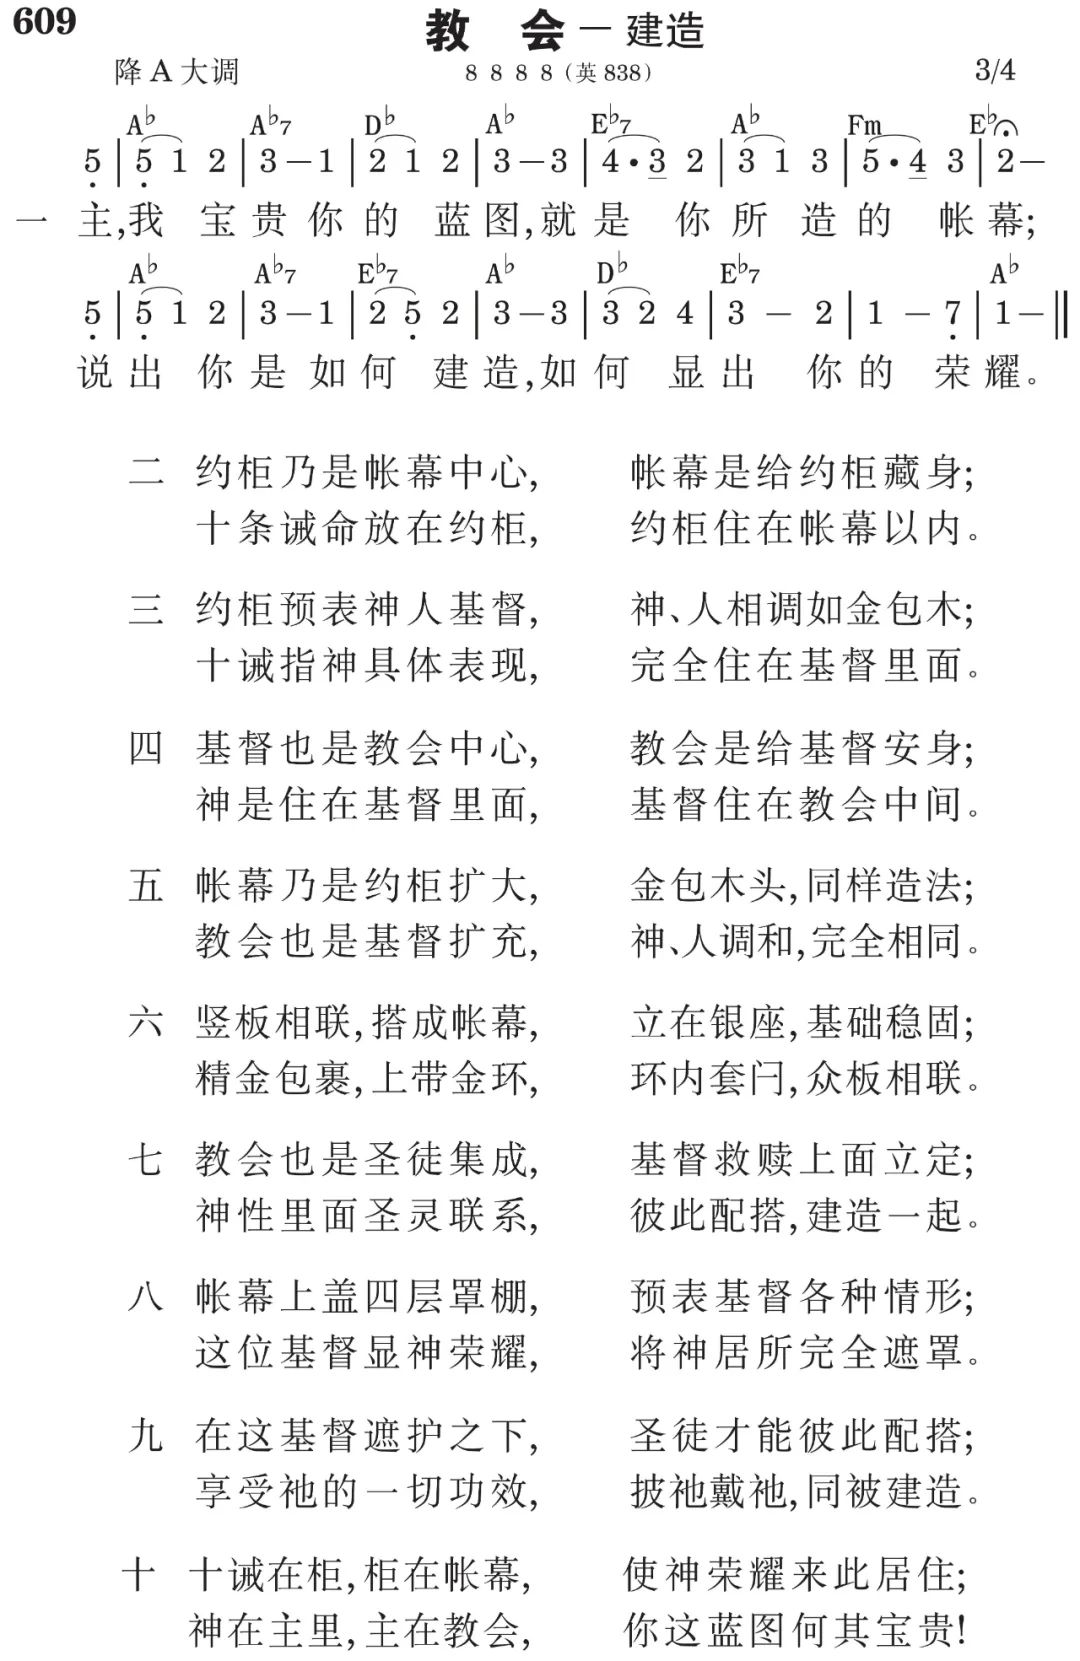 609
教 会 — 建造
降 A 大调 8 8 8 8（英 838） 3/4
A♭ A♭7 D♭ A♭ E♭7 A♭ Fm E♭
5̣ | 5̣ 1 2 | 3 – 1 | 2 1 2 | 3 – 3 | 4 · 3̲ 2 | 3 1 3 | 5 · 4̲ 3 | 2 –
一 主,我 宝贵你的 蓝图,就是 你所 造的 帐幕;
A♭ A♭7 E♭7 A♭ D♭ E♭7 A♭
5̣ | 5̣ 1 2 | 3 – 1 | 2 5̣ 2 | 3 – 3 | 3 2 4 | 3 – 2 | 1 – 7̣ | 1 – ‖
说出 你是如何 建造,如何 显出 你的 荣耀。
二 约柜乃是帐幕中心, 帐幕是给约柜藏身;
十条诫命放在约柜, 约柜住在帐幕以内。
三 约柜预表神人基督, 神、人相调如金包木;
十诫指神具体表现, 完全住在基督里面。
四 基督也是教会中心, 教会是给基督安身;
神是住在基督里面, 基督住在教会中间。
五 帐幕乃是约柜扩大, 金包木头,同样造法;
教会也是基督扩充, 神、人调和,完全相同。
六 竖板相联,搭成帐幕, 立在银座,基础稳固;
精金包裹,上带金环, 环内套闩,众板相联。
七 教会也是圣徒集成, 基督救赎上面立定;
神性里面圣灵联系, 彼此配搭,建造一起。
八 帐幕上盖四层罩棚, 预表基督各种情形;
这位基督显神荣耀, 将神居所完全遮罩。
九 在这基督遮护之下, 圣徒才能彼此配搭;
享受祂的一切功效, 披祂戴祂,同被建造。
十 十诫在柜,柜在帐幕, 使神荣耀来此居住;
神在主里,主在教会, 你这蓝图何其宝贵!